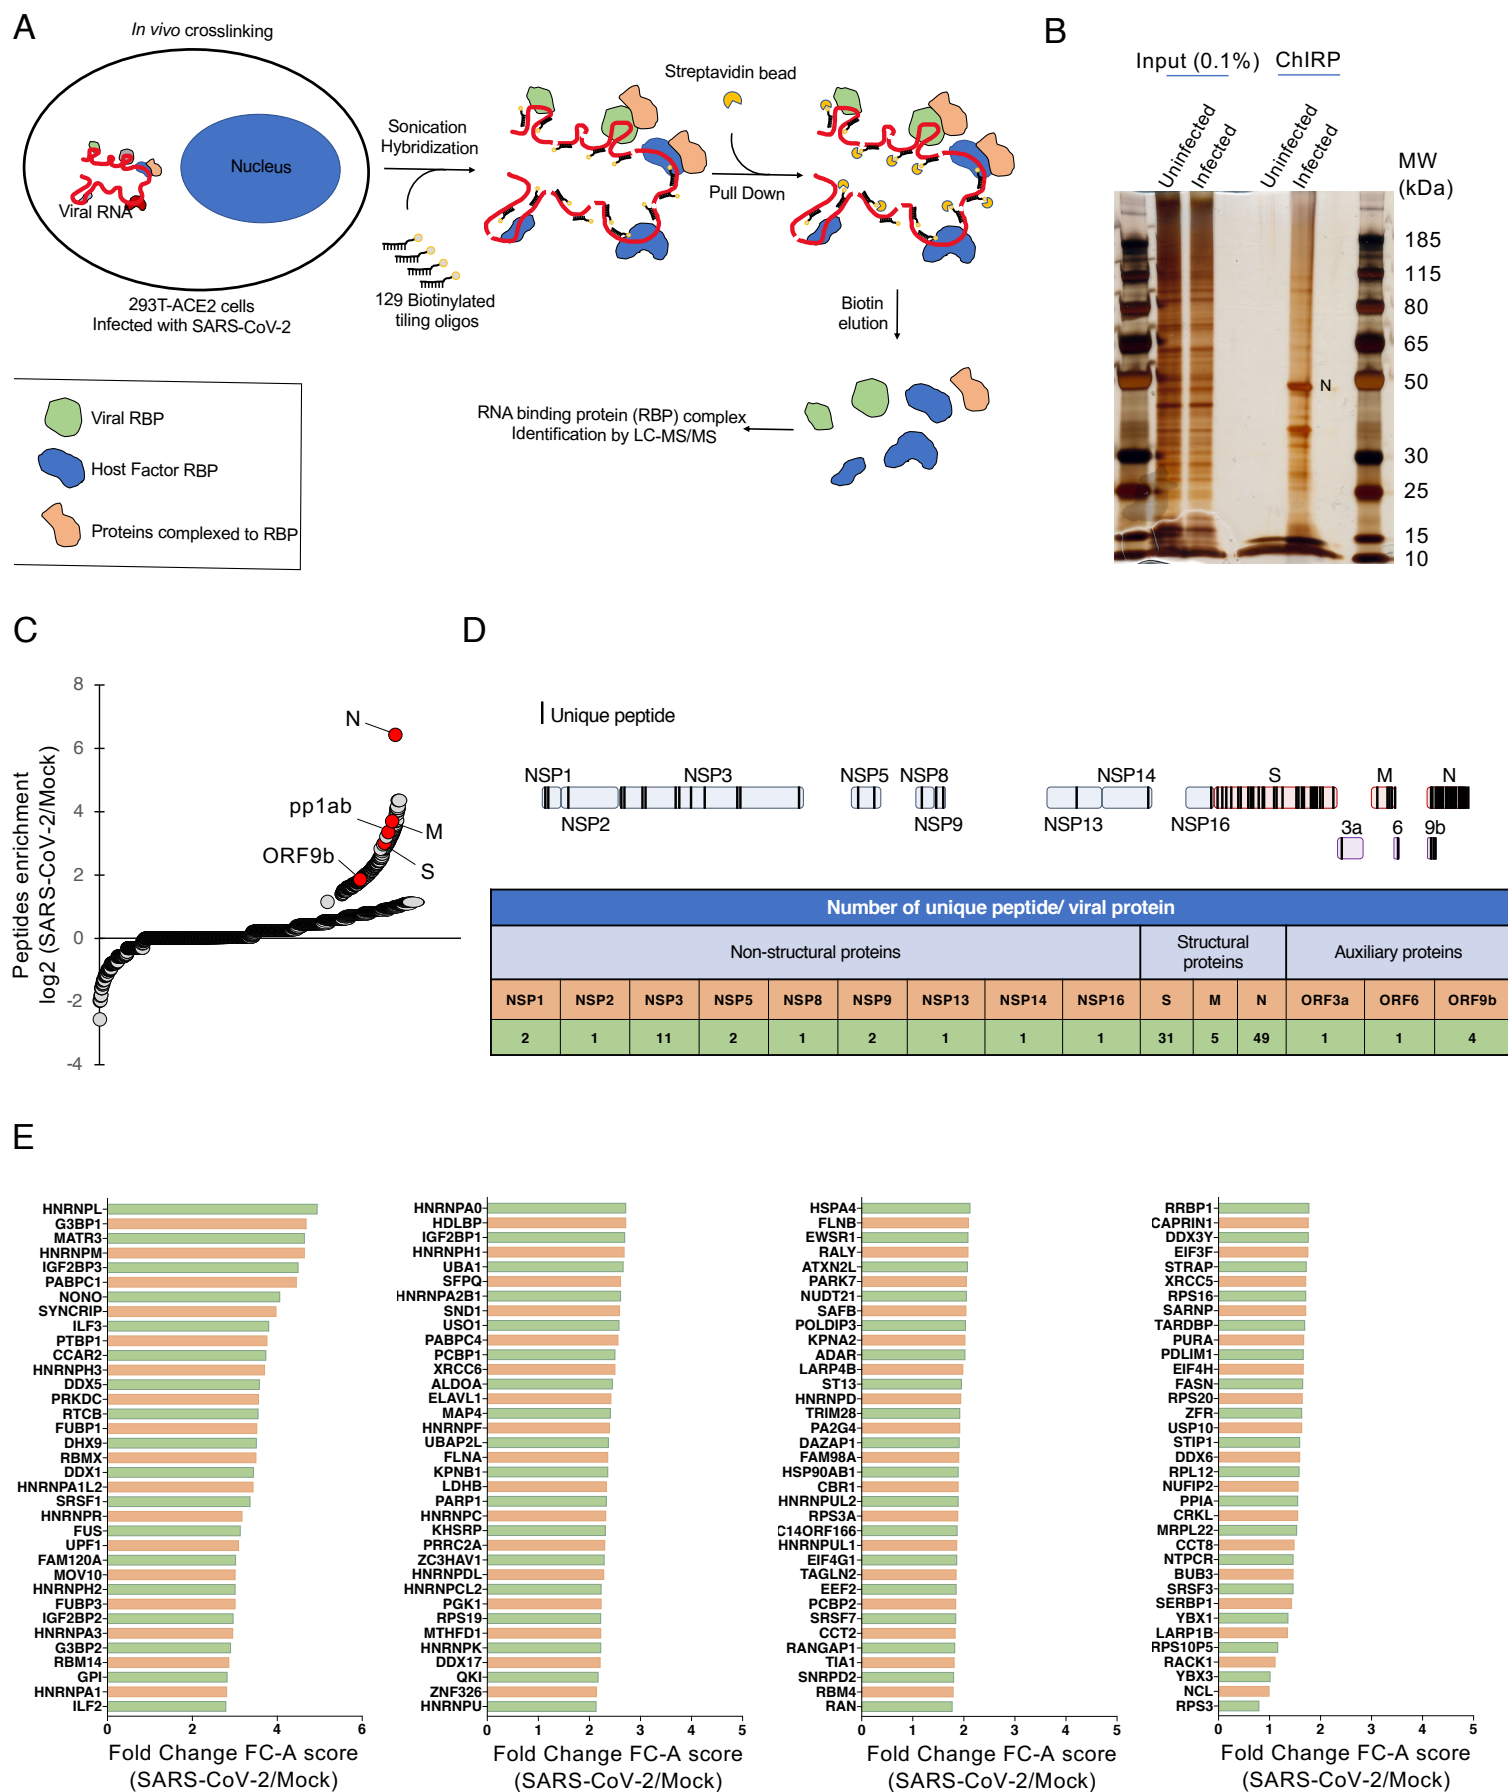 A
In vivo crosslinking
Nucleus
Viral RNA
293T-ACE2 cells
Infected with SARS-CoV-2
Sonication
Hybridization
129 Biotinylated
tiling oligos
Streptavidin bead
Pull Down
Biotin
elution
RNA binding protein (RBP) complex
Identification by LC-MS/MS
Viral RBP
Host Factor RBP
Proteins complexed to RBP
B
Input (0.1%) ChIRP
Uninfected
Infected
Uninfected
Infected
MW
(kDa)
185
115
80
65
50
30
25
15
10
N
C
Peptides enrichment
log2 (SARS-CoV-2/Mock)
8
6
4
2
0
-2
-4
N
pp1ab
M
ORF9b
S
D
Unique peptide
NSP1 NSP3 NSP5 NSP8 NSP14 S M N
NSP2 NSP9 NSP13 NSP16 3a 6 9b
Number of unique peptide/ viral protein
Non-structural proteins Structural proteins Auxiliary proteins
NSP1 NSP2 NSP3 NSP5 NSP8 NSP9 NSP13 NSP14 NSP16 S M N ORF3a ORF6 ORF9b
2 1 11 2 1 2 1 1 1 31 5 49 1 1 4
E
HNRNPL
G3BP1
MATR3
HNRNPM
IGF2BP3
PABPC1
NONO
SYNCRIP
ILF3
PTBP1
CCAR2
HNRNPH3
DDX5
PRKDC
RTCB
FUBP1
DHX9
RBMX
DDX1
HNRNPA1L2
SRSF1
HNRNPR
FUS
UPF1
FAM120A
MOV10
HNRNPH2
FUBP3
IGF2BP2
HNRNPA3
G3BP2
RBM14
GPI
HNRNPA1
ILF2
0 2 4 6
Fold Change FC-A score
(SARS-CoV-2/Mock)
HNRNPA0
HDLBP
IGF2BP1
HNRNPH1
UBA1
SFPQ
HNRNPA2B1
SND1
USO1
PABPC4
PCBP1
XRCC6
ALDOA
ELAVL1
MAP4
HNRNPF
UBAP2L
FLNA
KPNB1
LDHB
PARP1
HNRNPC
KHSRP
PRRC2A
ZC3HAV1
HNRNPDL
HNRNPCL2
PGK1
RPS19
MTHFD1
HNRNPK
DDX17
QKI
ZNF326
HNRNPU
0 1 2 3 4 5
Fold Change FC-A score
(SARS-CoV-2/Mock)
HSPA4
FLNB
EWSR1
RALY
ATXN2L
PARK7
NUDT21
SAFB
POLDIP3
KPNA2
ADAR
LARP4B
ST13
HNRNPD
TRIM28
PA2G4
DAZAP1
FAM98A
HSP90AB1
CBR1
HNRNPUL2
RPS3A
C14ORF166
HNRNPUL1
EIF4G1
TAGLN2
EEF2
PCBP2
SRSF7
CCT2
RANGAP1
TIA1
SNRPD2
RBM4
RAN
0 1 2 3 4 5
Fold Change FC-A score
(SARS-CoV-2/Mock)
RRBP1
CAPRIN1
DDX3Y
EIF3F
STRAP
XRCC5
RPS16
SARNP
TARDBP
PURA
PDLIM1
EIF4H
FASN
RPS20
ZFR
USP10
STIP1
DDX6
RPL12
NUFIP2
PPIA
CRKL
MRPL22
CCT8
NTPCR
BUB3
SRSF3
SERBP1
YBX1
LARP1B
RPS10P5
RACK1
YBX3
NCL
RPS3
0 1 2 3 4 5
Fold Change FC-A score
(SARS-CoV-2/Mock)